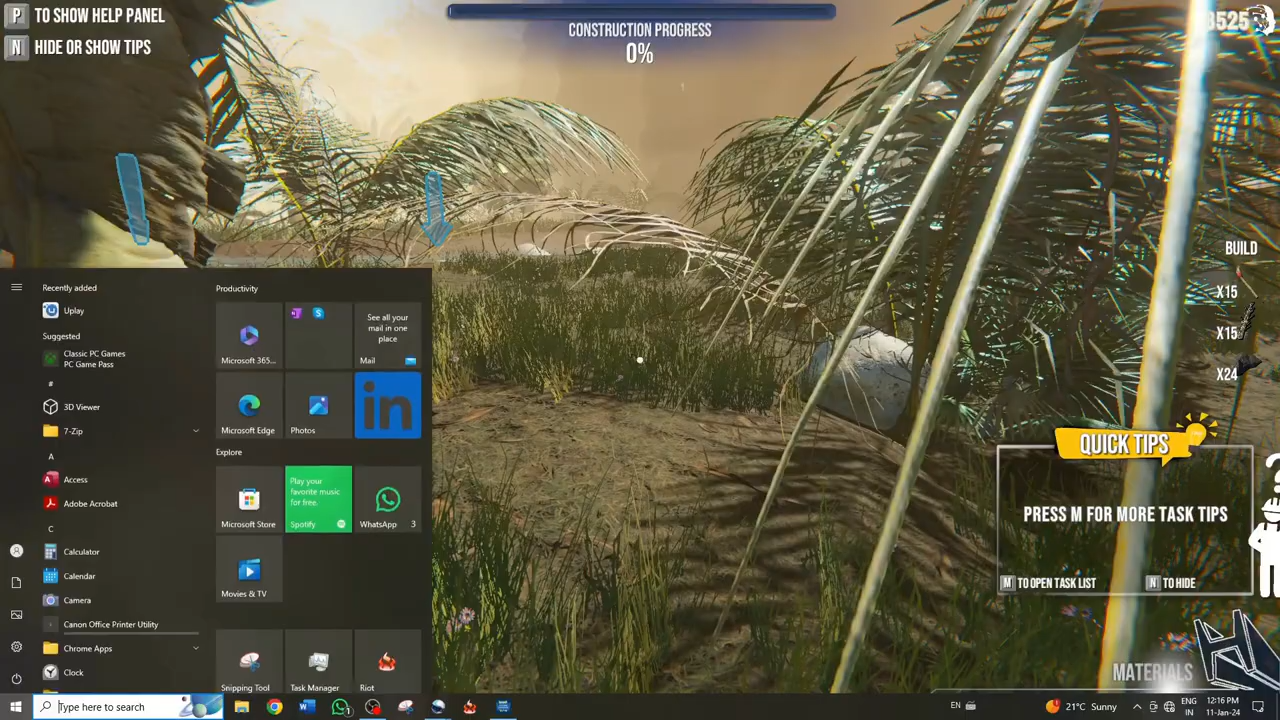 P TO SHOW HELP PANEL
N HIDE OR SHOW TIPS
CONSTRUCTION PROGRESS
0%
BUILD
X15
X15
X24
QUICK TIPS
PRESS M FOR MORE TASK TIPS
M TO OPEN TASK LIST
N TO HIDE
MATERIALS
Recently added
Uplay
Suggested
Classic PC Games
PC Game Pass
#
3D Viewer
7-Zip
A
Access
Adobe Acrobat
C
Calculator
Calendar
Camera
Canon Office Printer Utility
Chrome Apps
Clock
Productivity
Microsoft 365...
See all your
mail in one
place
Mail
Microsoft Edge
Photos
in
Explore
Microsoft Store
Play your
favorite music
for free.
Spotify
WhatsApp 3
Movies & TV
Snipping Tool
Task Manager
Riot
Type here to search
EN
21°C Sunny
ENG
IN
12:16 PM
11-Jan-24